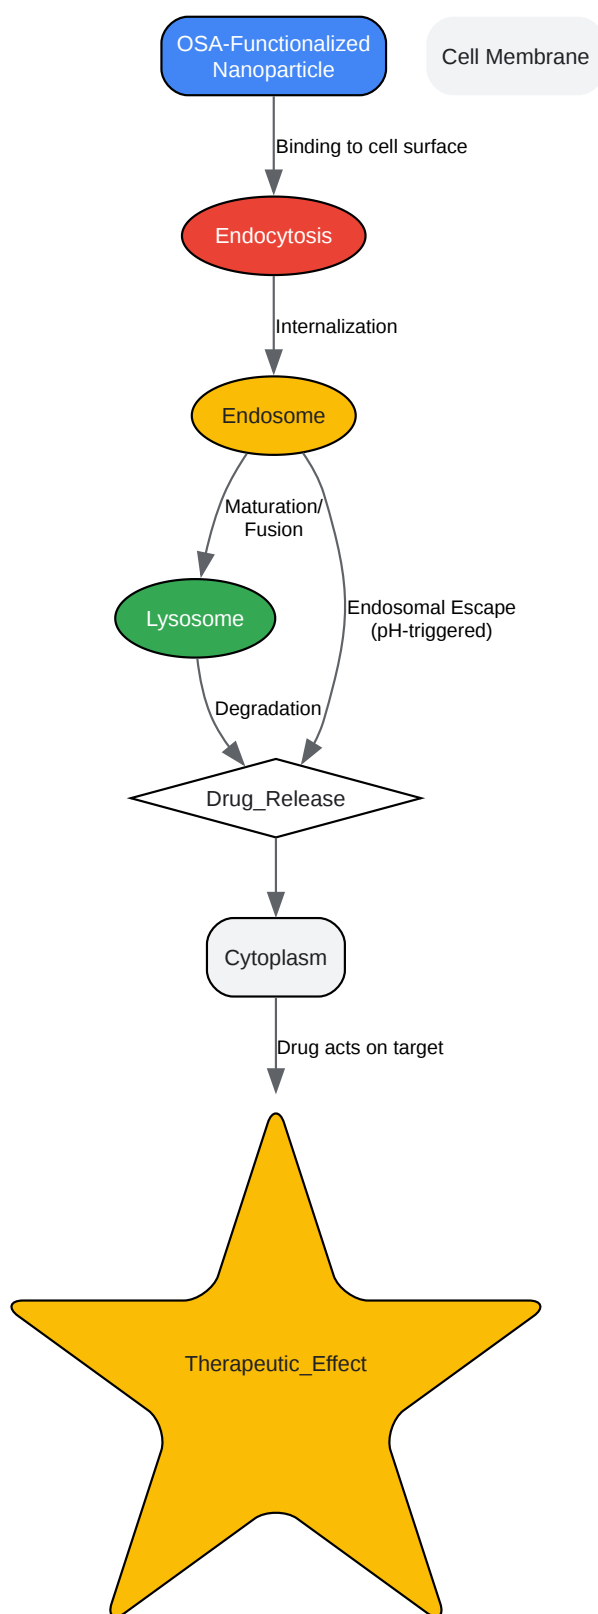 OSA-Functionalized
Nanoparticle
Cell Membrane
Binding to cell surface
Endocytosis
Internalization
Endosome
Maturation/
Fusion
Endosomal Escape
(pH-triggered)
Lysosome
Degradation
Drug_Release
Cytoplasm
Drug acts on target
Therapeutic_Effect